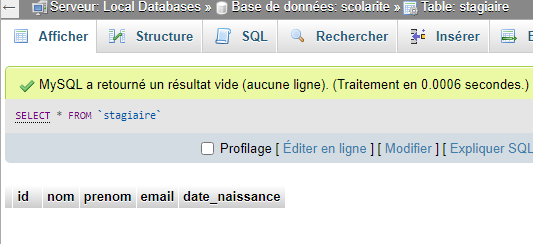 Serveur: Local Databases » Base de données: scolarite » Table: stagiaire
Afficher Structure SQL Rechercher Insérer
MySQL a retourné un résultat vide (aucune ligne). (Traitement en 0.0006 secondes.)
SELECT * FROM `stagiaire`
Profilage [ Éditer en ligne ] [ Modifier ] [ Expliquer SQL
id nom prenom email date_naissance